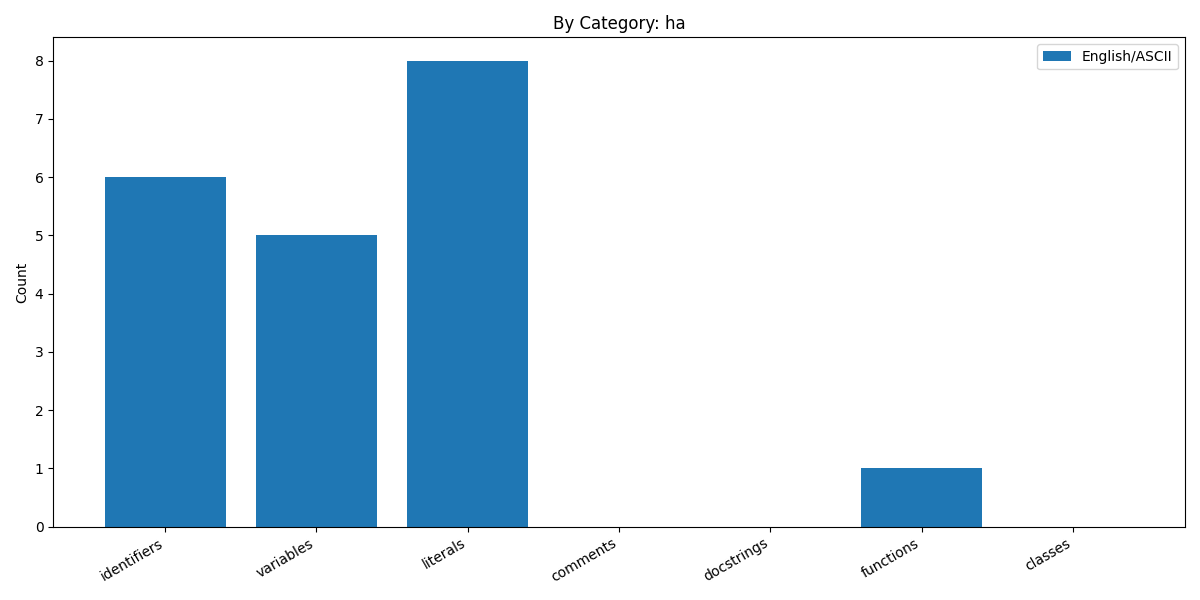 By Category: ha
English/ASCII
Count
8
7
6
5
4
3
2
1
0
identifiers
variables
literals
comments
docstrings
functions
classes